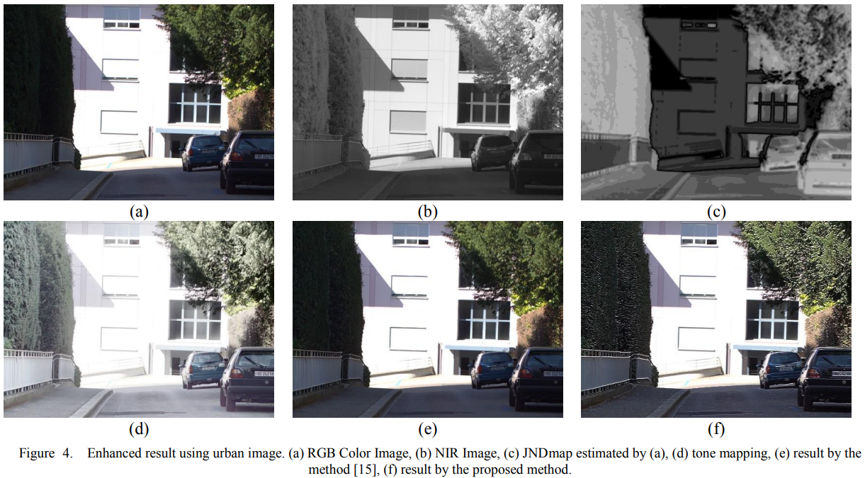 (a)
(b)
(c)
(d)
(e)
(f)
Figure 4. Enhanced result using urban image. (a) RGB Color Image, (b) NIR Image, (c) JNDmap estimated by (a), (d) tone mapping, (e) result by the
method [15], (f) result by the proposed method.